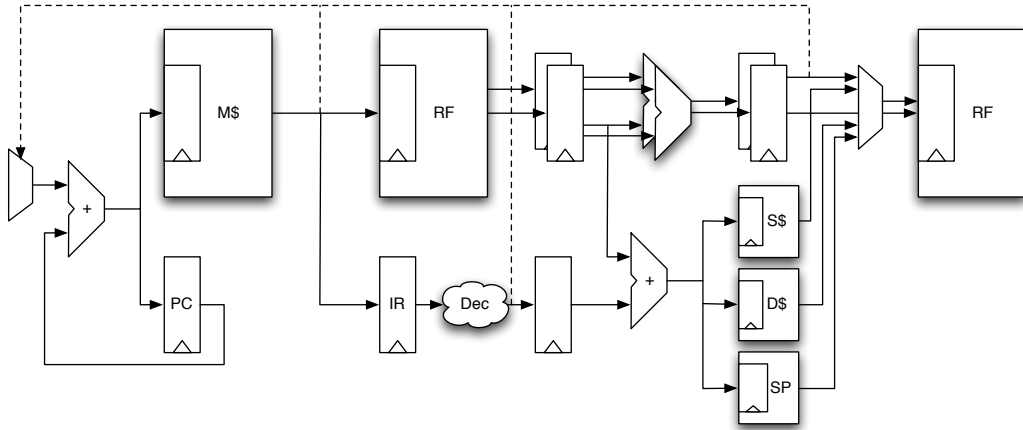 M$
RF
RF
+
S$
PC
IR
Dec
+
D$
SP